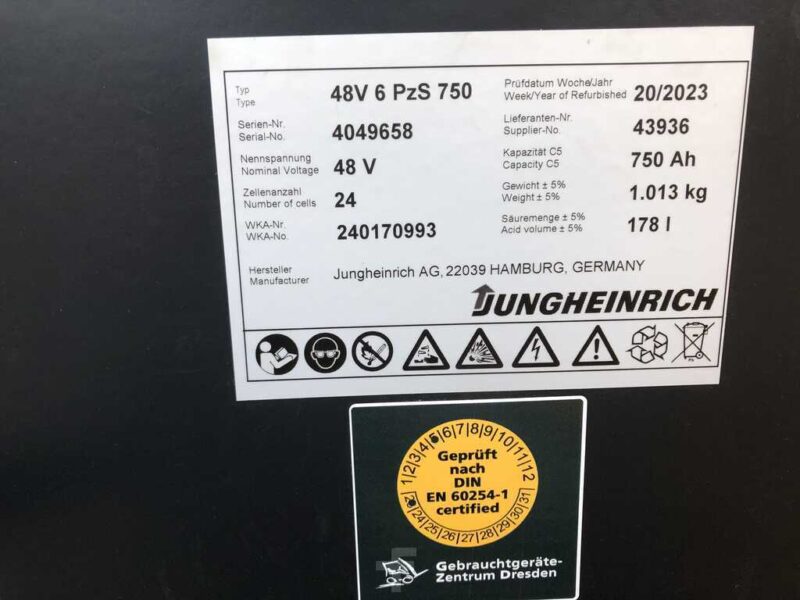 Typ
Type
48V 6 PzS 750
Prüfdatum Woche/Jahr
Week/Year of Refurbished
20/2023
Serien-Nr.
Serial-No.
4049658
Lieferanten-Nr.
Supplier-No.
43936
Nennspannung
Nominal Voltage
48 V
Kapazität C5
Capacity C5
750 Ah
Zellenanzahl
Number of cells
24
Gewicht ± 5%
Weight ± 5%
1.013 kg
WKA-Nr.
WKA-No.
240170993
Säuremenge ± 5%
Acid volume ± 5%
178 l
Hersteller
Manufacturer
Jungheinrich AG, 22039 HAMBURG, GERMANY
JUNGHEINRICH
1 2 3 4 5 6 7 8 9 10 11 12
Geprüft
nach
DIN
EN 60254-1
certified
24 25 26 27 28 29 30 31
Gebrauchtgeräte-
Zentrum Dresden